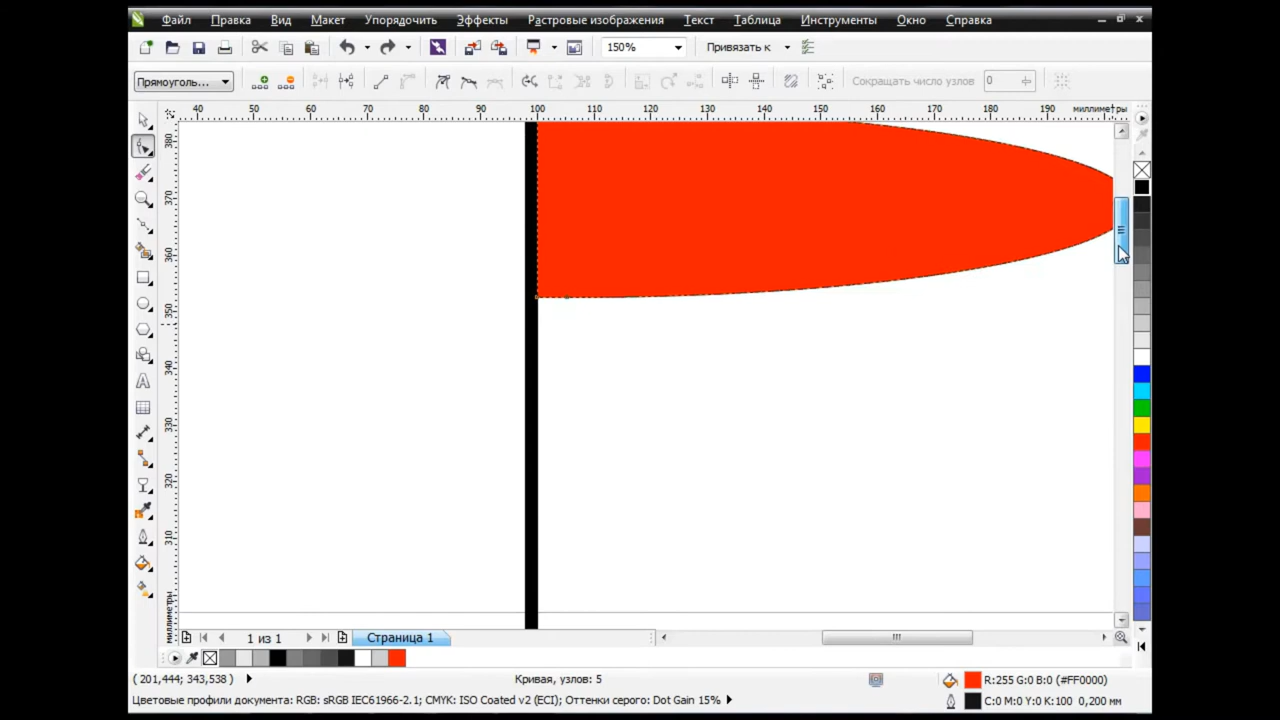 Файл Правка Вид Макет Упорядочить Эффекты Растровые изображения Текст Таблица Инструменты Окно Справка
150% Привязать к
Прямоуголь... Сокращать число узлов 0
40 50 60 70 80 90 100 110 120 130 140 150 160 170 180 190 миллиметры
380
370
360
350
340
330
320
310
миллиметры
1 из 1 Страница 1
( 201,444; 343,538 ) Кривая, узлов: 5 R:255 G:0 B:0 (#FF0000)
Цветовые профили документа: RGB: sRGB IEC61966-2.1; CMYK: ISO Coated v2 (ECI); Оттенки серого: Dot Gain 15% C:0 M:0 Y:0 K:100 0,200 мм